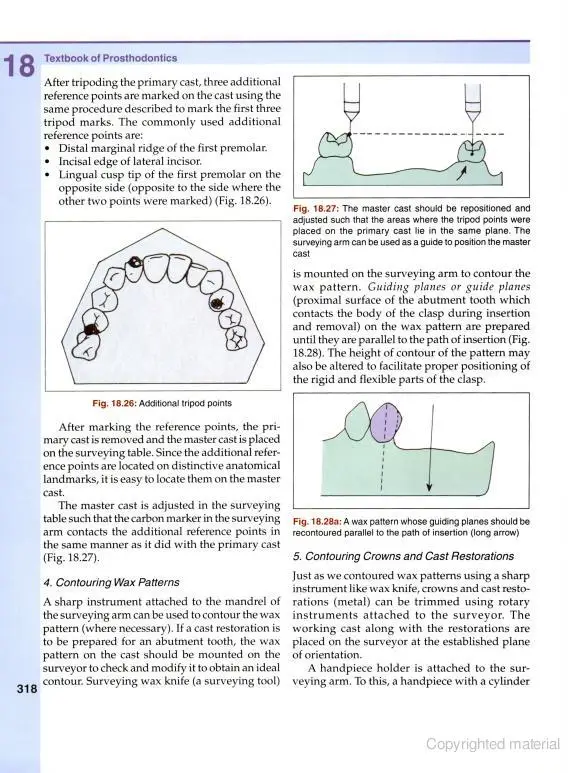 18
Textbook of Prosthodontics
After tripoding the primary cast, three additional
reference points are marked on the cast using the
same procedure described to mark the first three
tripod marks. The commonly used additional
reference points are:
• Distal marginal ridge of the first premolar.
• Incisal edge of lateral incisor.
• Lingual cusp tip of the first premolar on the
opposite side (opposite to the side where the
other two points were marked) (Fig. 18.26).
Fig. 18.26: Additional tripod points
After marking the reference points, the pri-
mary cast is removed and the master cast is placed
on the surveying table. Since the additional refer-
ence points are located on distinctive anatomical
landmarks, it is easy to locate them on the master
cast.
The master cast is adjusted in the surveying
table such that the carbon marker in the surveying
arm contacts the additional reference points in
the same manner as it did with the primary cast
(Fig. 18.27).
4. Contouring Wax Patterns
A sharp instrument attached to the mandrel of
the surveying arm can be used to contour the wax
pattern (where necessary). If a cast restoration is
to be prepared for an abutment tooth, the wax
pattern on the cast should be mounted on the
surveyor to check and modify it to obtain an ideal
contour. Surveying wax knife (a surveying tool)
318
Fig. 18.27: The master cast should be repositioned and
adjusted such that the areas where the tripod points were
placed on the primary cast lie in the same plane. The
surveying arm can be used as a guide to position the master
cast
is mounted on the surveying arm to contour the
wax pattern. Guiding planes or guide planes
(proximal surface of the abutment tooth which
contacts the body of the clasp during insertion
and removal) on the wax pattern are prepared
until they are parallel to the path of insertion (Fig.
18.28). The height of contour of the pattern may
also be altered to facilitate proper positioning of
the rigid and flexible parts of the clasp.
Fig. 18.28a: A wax pattern whose guiding planes should be
recontoured parallel to the path of insertion (long arrow)
5. Contouring Crowns and Cast Restorations
Just as we contoured wax patterns using a sharp
instrument like wax knife, crowns and cast resto-
rations (metal) can be trimmed using rotary
instruments attached to the surveyor. The
working cast along with the restorations are
placed on the surveyor at the established plane
of orientation.
A handpiece holder is attached to the sur-
veying arm. To this, a handpiece with a cylinder
Copyrighted material